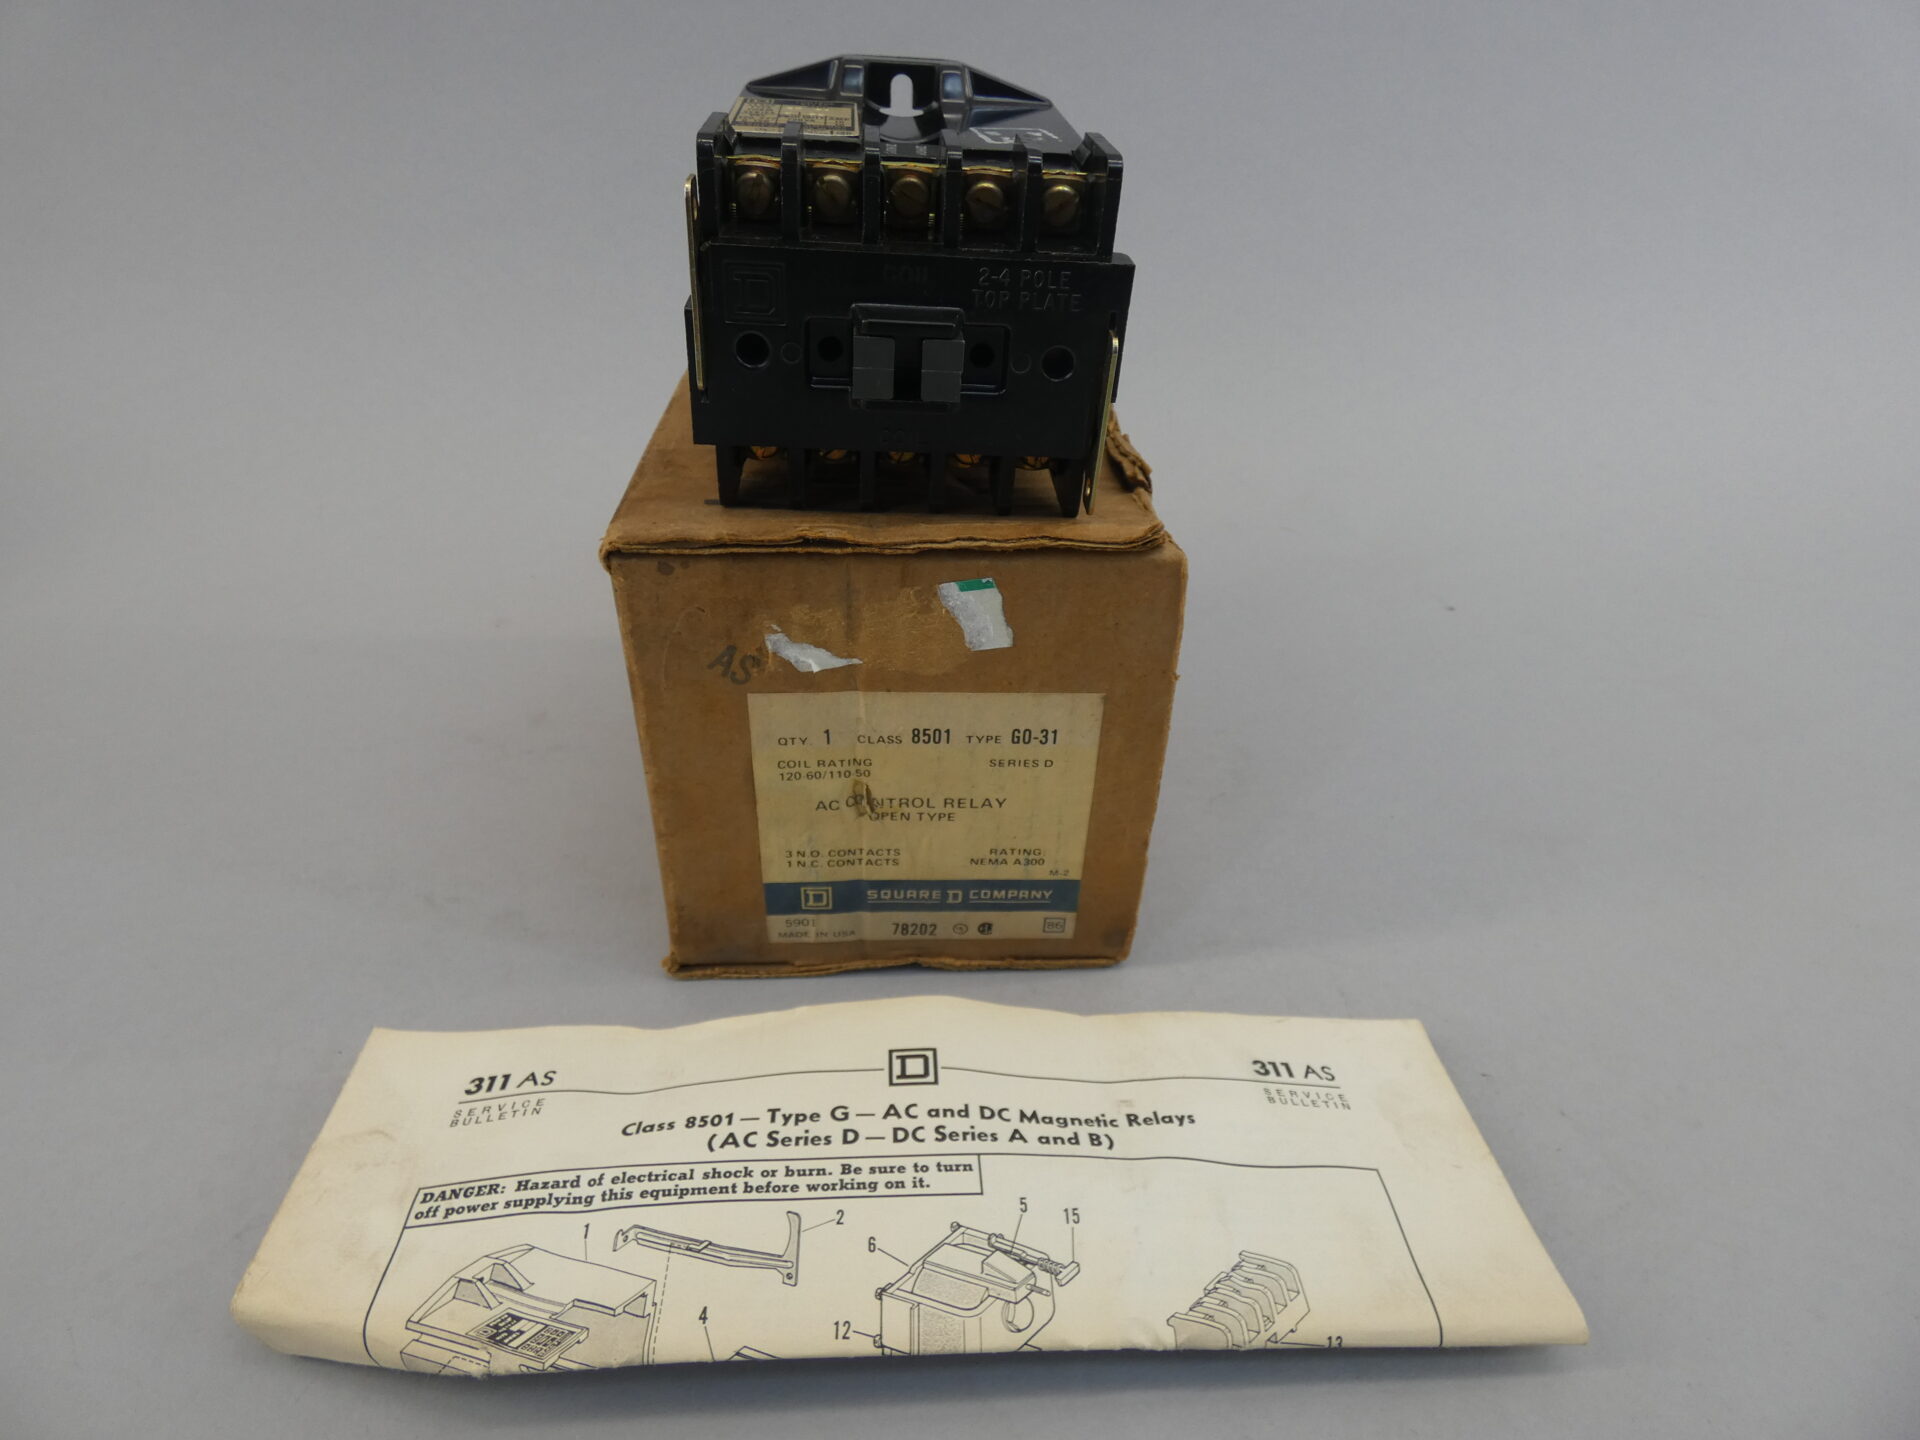 COIL
2-4 POLE
TOP PLATE
D
COIL
AS
QTY. 1 CLASS 8501 TYPE GO-31
COIL RATING SERIES D
120-60/110-50
AC CONTROL RELAY
OPEN TYPE
3 N.O. CONTACTS RATING
1 N.C. CONTACTS NEMA A300
M-2
D SQUARE D COMPANY
5901
MADE IN USA 78202 86
311 AS D 311 AS
SERVICE BULLETIN SERVICE BULLETIN
Class 8501 — Type G — AC and DC Magnetic Relays
(AC Series D — DC Series A and B)
DANGER: Hazard of electrical shock or burn. Be sure to turn
off power supplying this equipment before working on it.
1
2
5
15
6
4
12
13